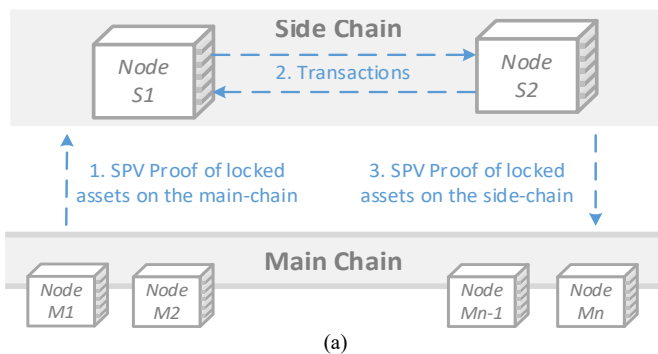 Side Chain
Node
S1
2. Transactions
Node
S2
1. SPV Proof of locked
assets on the main-chain
3. SPV Proof of locked
assets on the side-chain
Main Chain
Node
M1
Node
M2
Node
Mn-1
Node
Mn
(a)